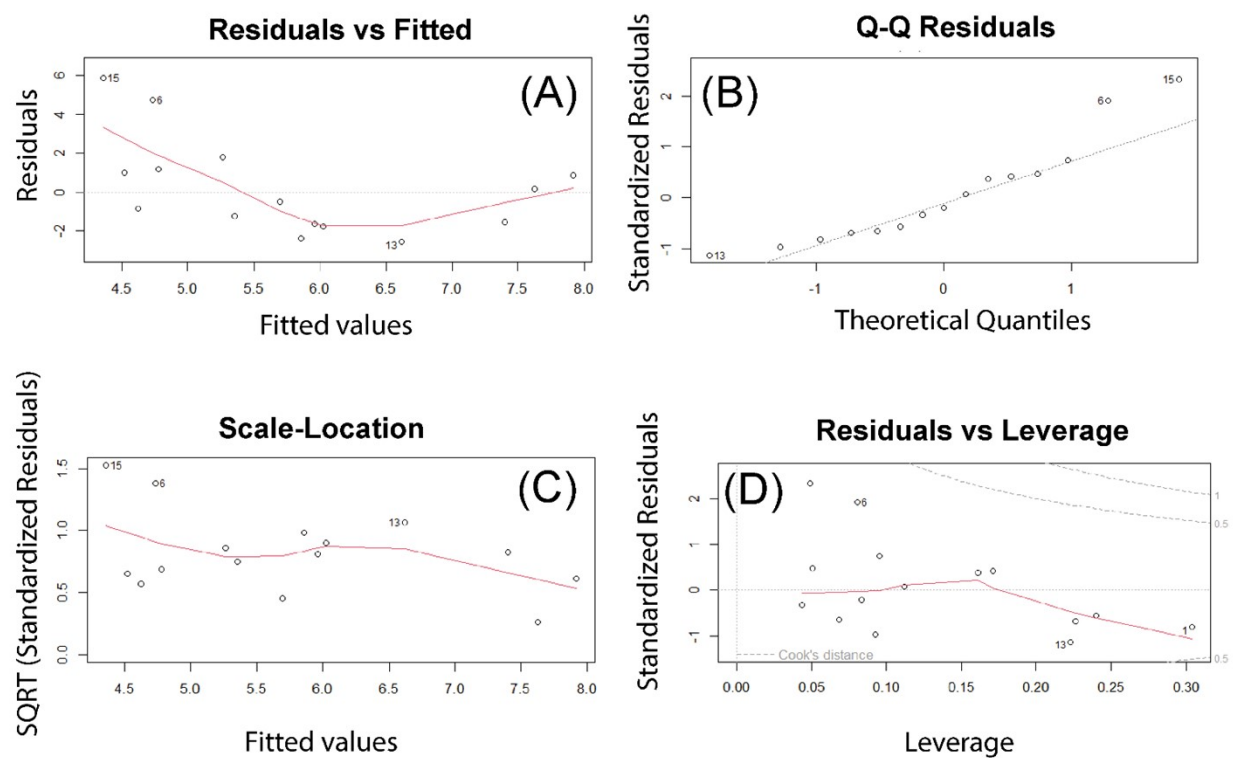 Residuals vs Fitted
Residuals
6
4
2
0
-2
(A)
15
6
13
4.5 5.0 5.5 6.0 6.5 7.0 7.5 8.0
Fitted values
Q-Q Residuals
Standardized Residuals
2
1
0
-1
(B)
15
6
13
-1 0 1
Theoretical Quantiles
Scale-Location
SQRT (Standardized Residuals)
1.5
1.0
0.5
0.0
(C)
15
6
13
4.5 5.0 5.5 6.0 6.5 7.0 7.5 8.0
Fitted values
Residuals vs Leverage
Standardized Residuals
2
1
0
-1
(D)
6
1
0.5
13
1
0.5
Cook's distance
0.00 0.05 0.10 0.15 0.20 0.25 0.30
Leverage